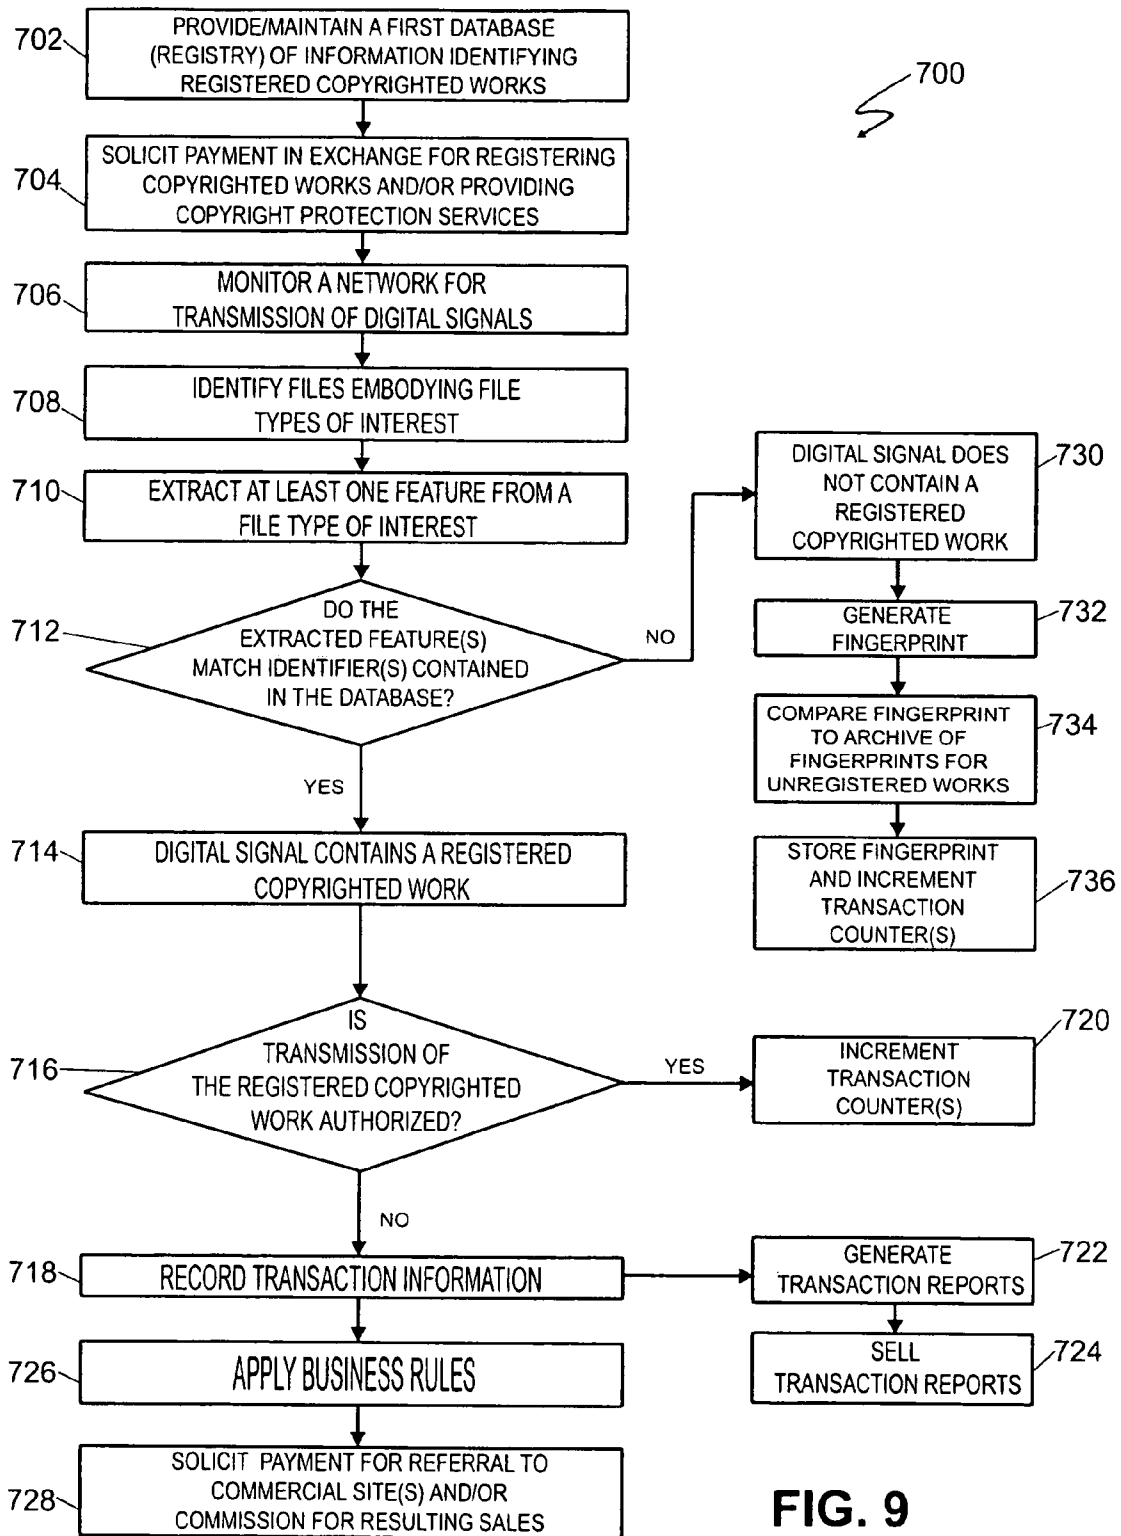 702
PROVIDE/MAINTAIN A FIRST DATABASE
(REGISTRY) OF INFORMATION IDENTIFYING
REGISTERED COPYRIGHTED WORKS
700
704
SOLICIT PAYMENT IN EXCHANGE FOR REGISTERING
COPYRIGHTED WORKS AND/OR PROVIDING
COPYRIGHT PROTECTION SERVICES
706
MONITOR A NETWORK FOR
TRANSMISSION OF DIGITAL SIGNALS
708
IDENTIFY FILES EMBODYING FILE
TYPES OF INTEREST
710
EXTRACT AT LEAST ONE FEATURE FROM A
FILE TYPE OF INTEREST
712
DO THE
EXTRACTED FEATURE(S)
MATCH IDENTIFIER(S) CONTAINED
IN THE DATABASE?
NO
YES
730
DIGITAL SIGNAL DOES
NOT CONTAIN A
REGISTERED
COPYRIGHTED WORK
732
GENERATE
FINGERPRINT
734
COMPARE FINGERPRINT
TO ARCHIVE OF
FINGERPRINTS FOR
UNREGISTERED WORKS
736
STORE FINGERPRINT
AND INCREMENT
TRANSACTION
COUNTER(S)
714
DIGITAL SIGNAL CONTAINS A REGISTERED
COPYRIGHTED WORK
716
IS
TRANSMISSION OF
THE REGISTERED COPYRIGHTED
WORK AUTHORIZED?
YES
NO
720
INCREMENT
TRANSACTION
COUNTER(S)
718
RECORD TRANSACTION INFORMATION
722
GENERATE
TRANSACTION REPORTS
724
SELL
TRANSACTION REPORTS
726
APPLY BUSINESS RULES
728
SOLICIT PAYMENT FOR REFERRAL TO
COMMERCIAL SITE(S) AND/OR
COMMISSION FOR RESULTING SALES
FIG. 9